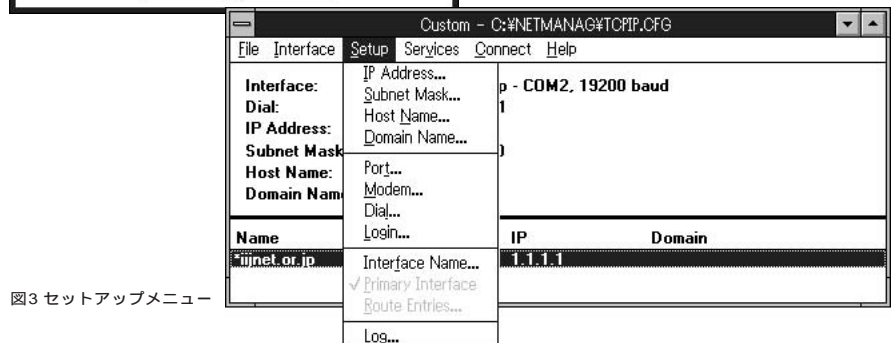 Custom - C:¥NETMANAG¥TCPIP.CFG
File Interface Setup Services Connect Help
Interface:
p - COM2, 19200 baud
Dial:
1
IP Address:
Subnet Mask
)
Host Name:
Domain Nam
IP Address...
Subnet Mask...
Host Name...
Domain Name...
Port...
Modem...
Dial...
Login...
Interface Name...
✓ Primary Interface
Route Entries...
Log...
Name IP Domain
*iijnet.or.jp 1.1.1.1
図3 セットアップメニュー